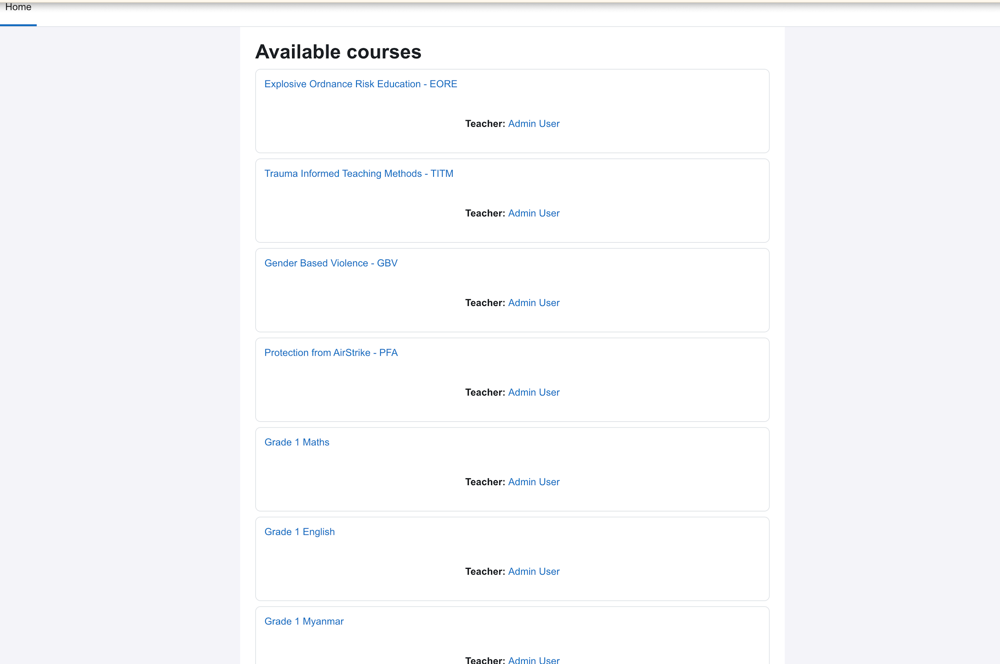 Home
Available courses
Explosive Ordnance Risk Education - EORE
Teacher: Admin User
Trauma Informed Teaching Methods - TITM
Teacher: Admin User
Gender Based Violence - GBV
Teacher: Admin User
Protection from AirStrike - PFA
Teacher: Admin User
Grade 1 Maths
Teacher: Admin User
Grade 1 English
Teacher: Admin User
Grade 1 Myanmar
Teacher: Admin User